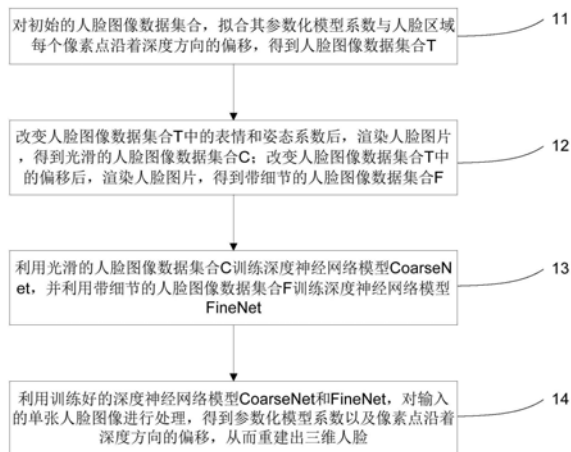 对初始的人脸图像数据集合，拟合其参数化模型系数与人脸区域
每个像素点沿着深度方向的偏移，得到人脸图像数据集合T
11
改变人脸图像数据集合T中的表情和姿态系数后，渲染人脸图片
，得到光滑的人脸图像数据集合C；改变人脸图像数据集合T中
的偏移后，渲染人脸图片，得到带细节的人脸图像数据集合F
12
利用光滑的人脸图像数据集合C训练深度神经网络模型CoarseN
et，并利用带细节的人脸图像数据集合F训练深度神经网络模型
FineNet
13
利用训练好的深度神经网络模型CoarseNet和FineNet，对输入
的单张人脸图像进行处理，得到参数化模型系数以及像素点沿着
深度方向的偏移，从而重建出三维人脸
14